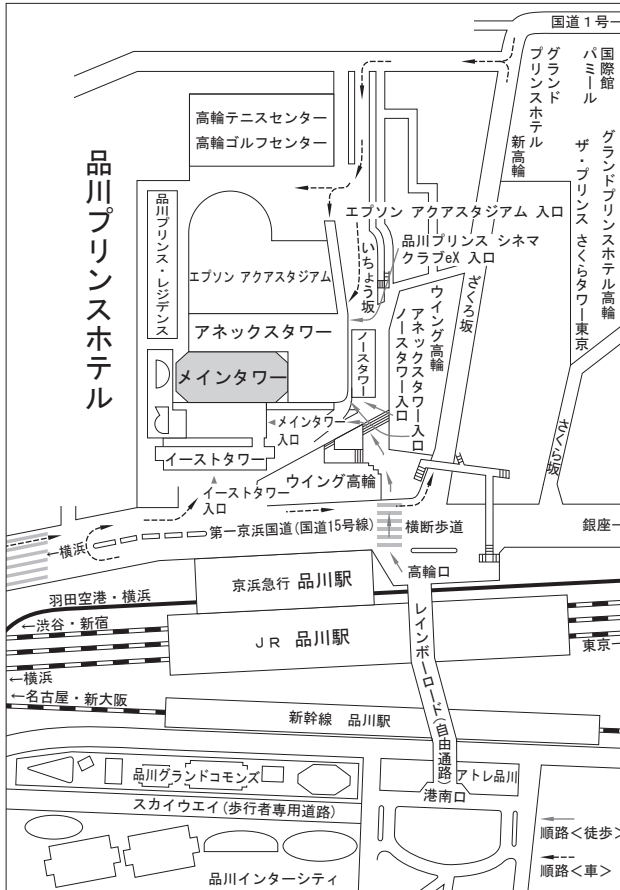 国道1号→
国際館
パミール
グランド
プリンスホテル
新高輪
グランドプリンスホテル高輪
ザ・プリンス さくらタワー東京
高輪テニスセンター
高輪ゴルフセンター
品川プリンスホテル
品川プリンス・レジデンス
エプソン アクアスタジアム 入口
品川プリンス シネマ
クラブeX 入口
いちょう坂
エプソン アクアスタジアム
アネックスタワー
メインタワー
ノースタワー
ウイング高輪
アネックスタワー入口
ノースタワー入口
ざくろ坂
さくら坂
メインタワー
入口
イーストタワー
イーストタワー
入口
ウイング高輪
第一京浜国道(国道15号線)
横断歩道
銀座→
←横浜
高輪口
京浜急行 品川駅
羽田空港・横浜
←渋谷・新宿
JR 品川駅
東京→
←横浜
←名古屋・新大阪
新幹線 品川駅
レインボーロード(自由通路)
品川グランドコモンズ
アトレ品川
港南口
スカイウエイ(歩行者専用道路)
品川インターシティ
順路<徒歩>
順路<車>